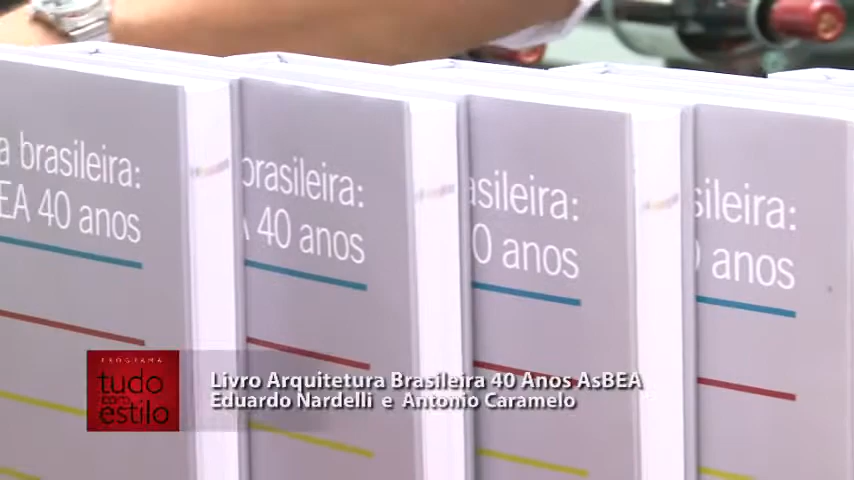 a brasileira:
EA 40 anos
brasileira:
40 anos
asileira:
0 anos
sileira:
anos
PROGRAMA
tudo
com
estilo
Livro Arquitetura Brasileira 40 Anos AsBEA
Eduardo Nardelli e Antonio Caramelo